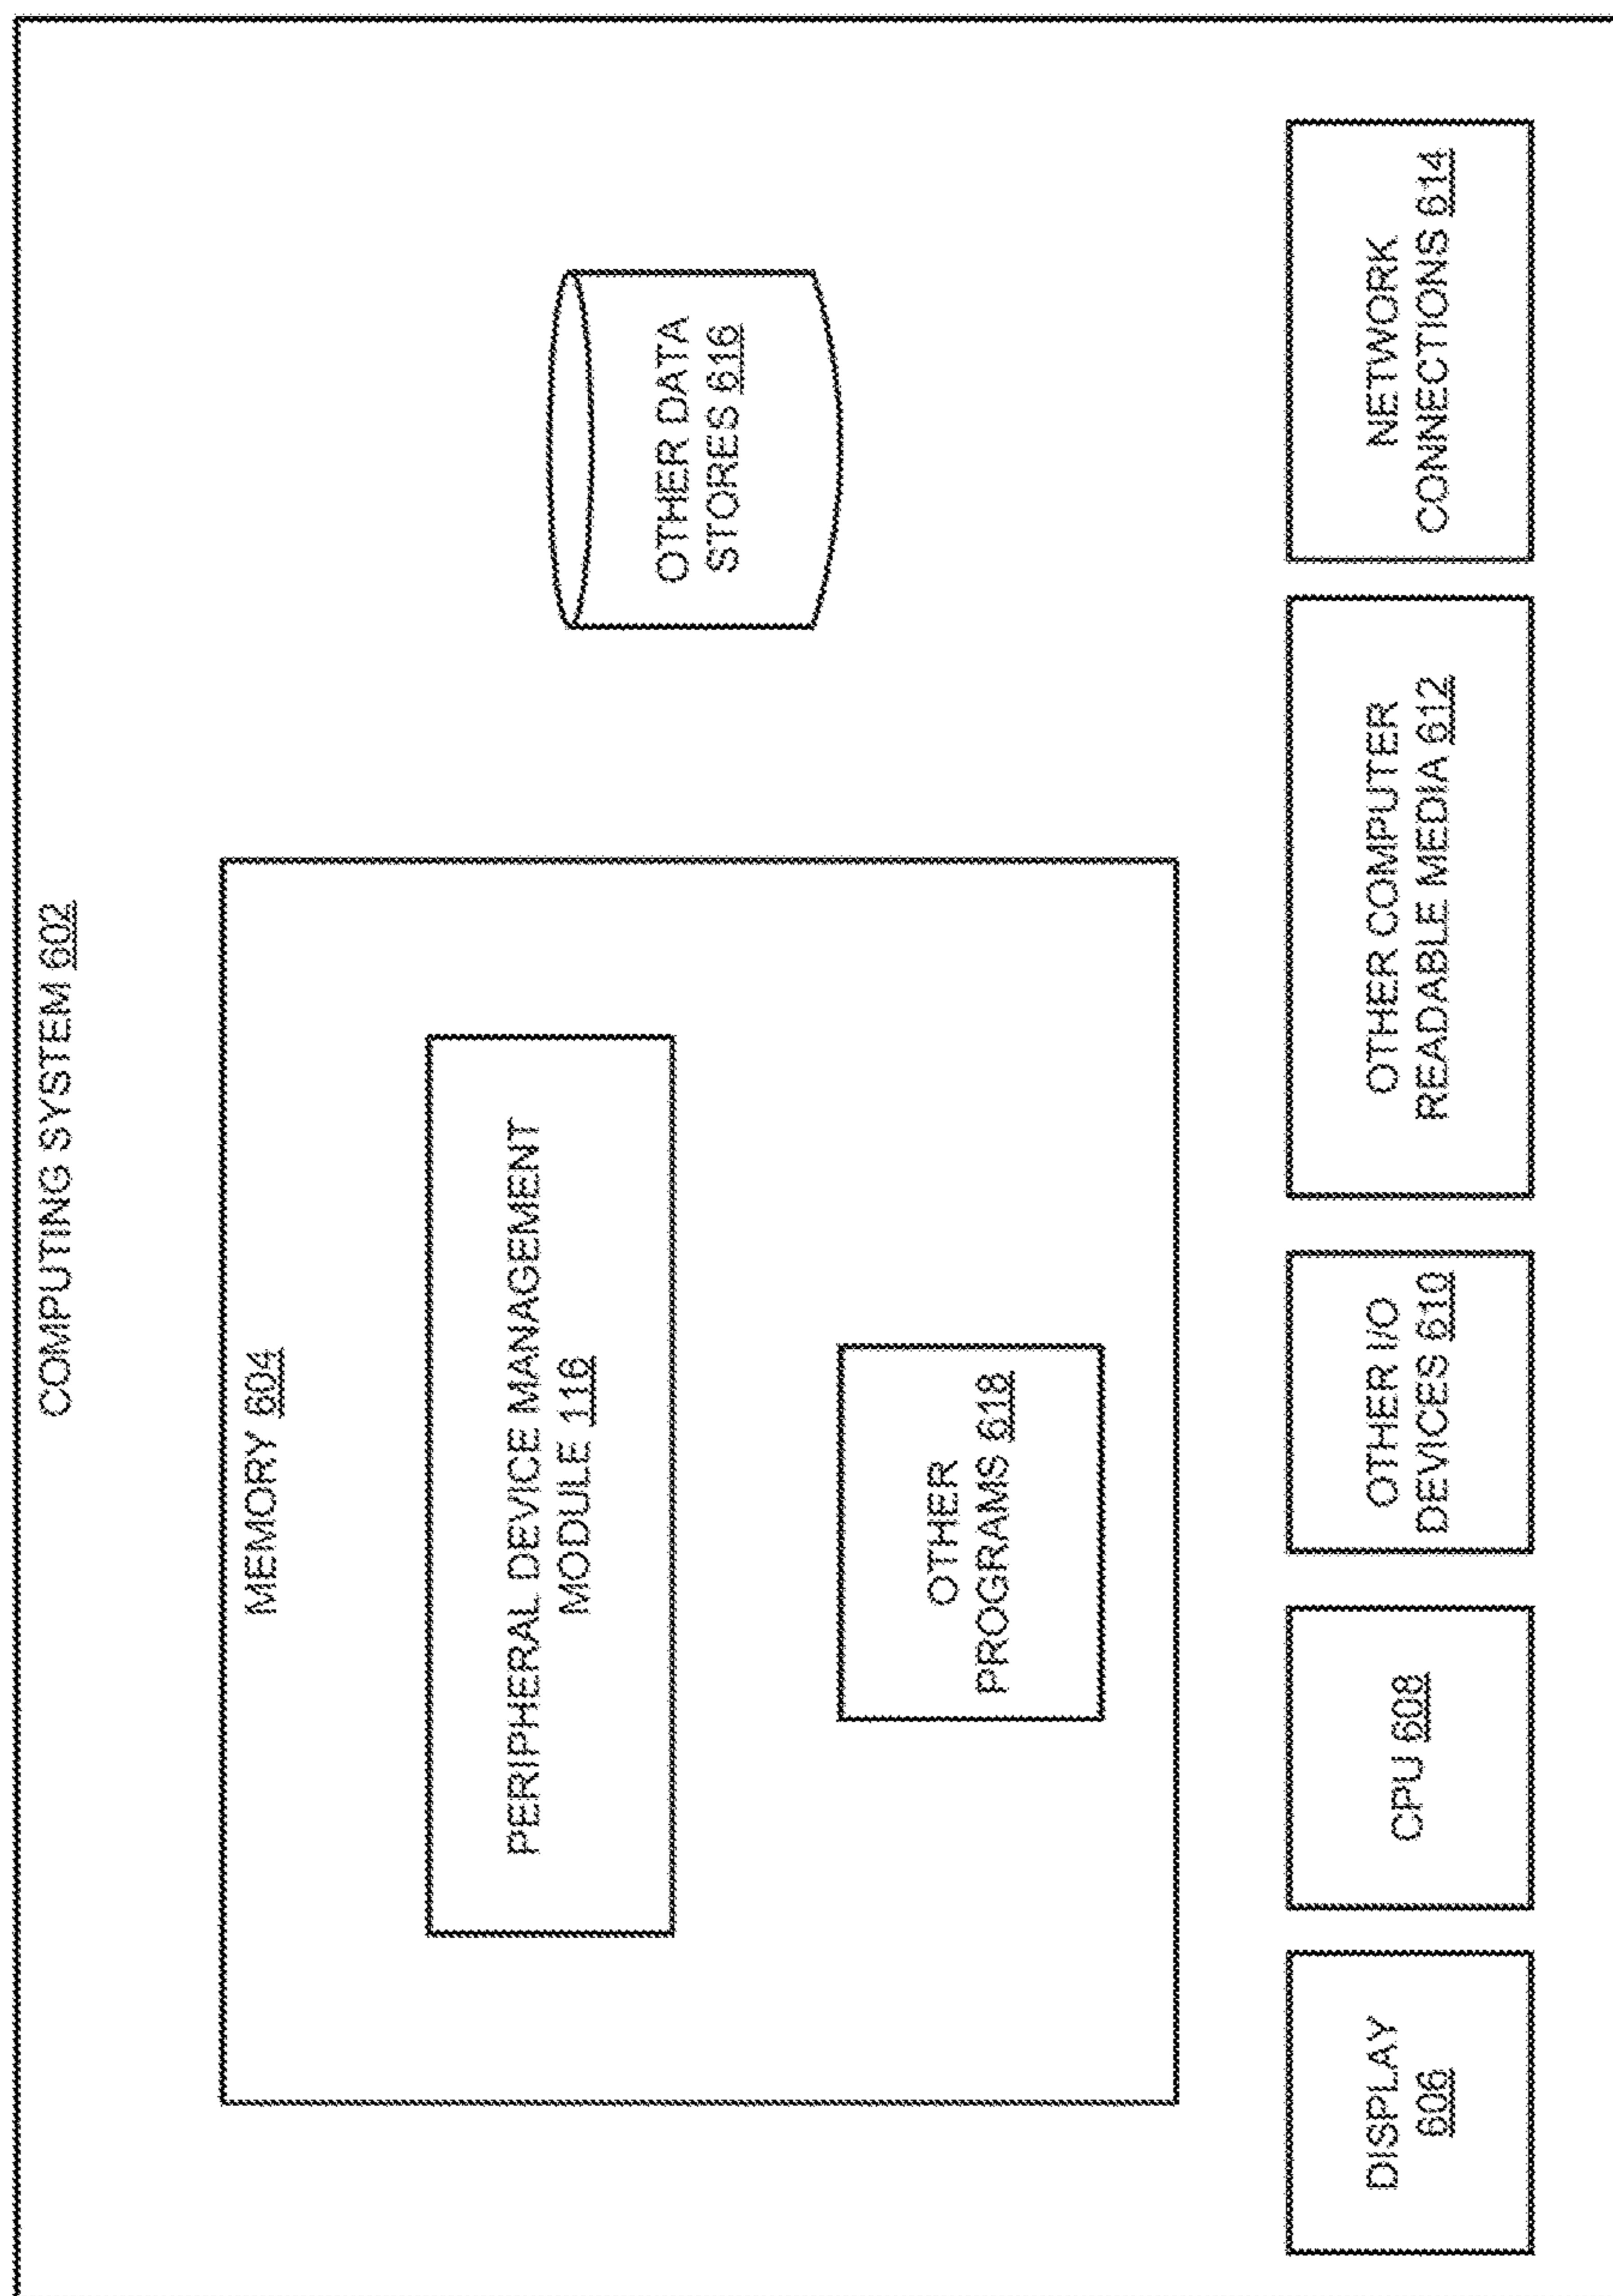 COMPUTING SYSTEM 602
MEMORY 604
PERIPHERAL DEVICE MANAGEMENT
MODULE 116
OTHER
PROGRAMS 618
OTHER DATA
STORES 616
DISPLAY
606
CPU 608
OTHER I/O
DEVICES 610
OTHER COMPUTER
READABLE MEDIA 612
NETWORK
CONNECTIONS 614